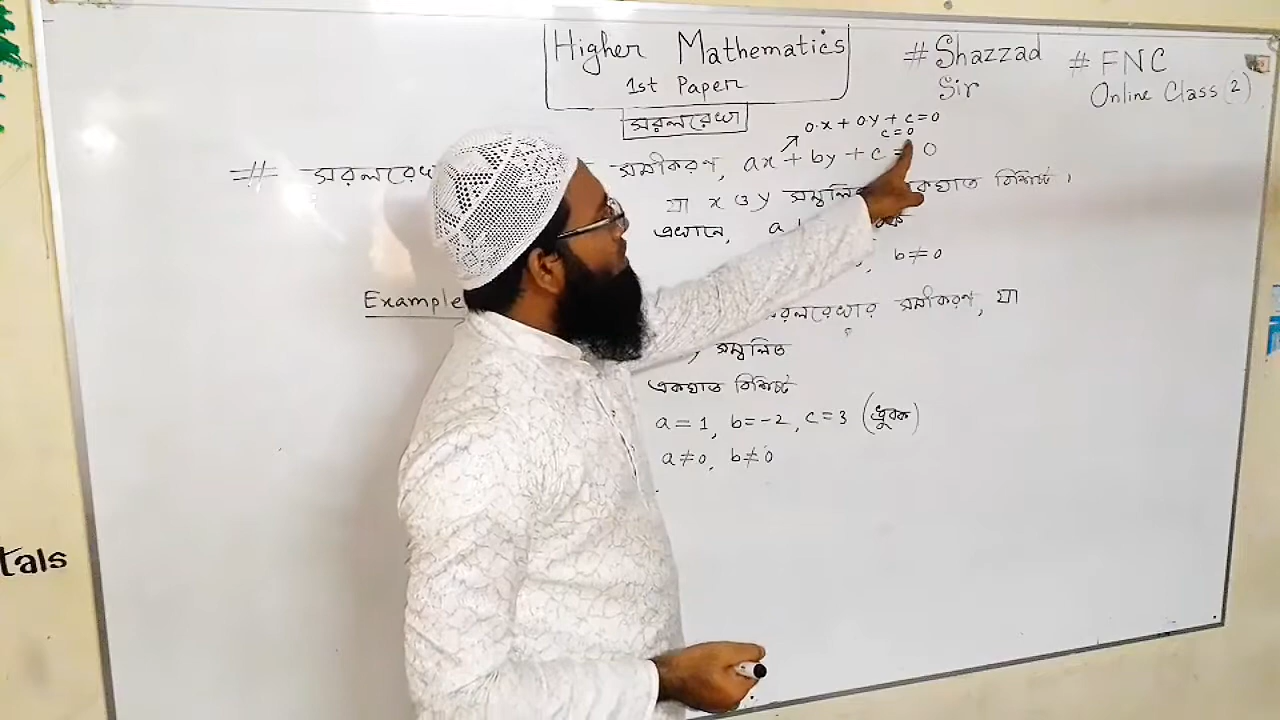 Higher Mathematics
1st Paper
সরলরেখা
# Shazzad
Sir
# FNC
Online Class (2)
0.x + 0y + c = 0
c = 0
# সরলরেখ সমীকরণ, ax + by + c = 0
যা x ও y সম্বলিত একঘাত বিশিষ্ট ,
এখানে, a
, b ≠ 0
Example
সরলরেখার সমীকরণ, যা
, সম্বলিত
একঘাত বিশিষ্ট
a = 1, b = -2, c = 3 (ধ্রুবক)
a ≠ 0, b ≠ 0
tals